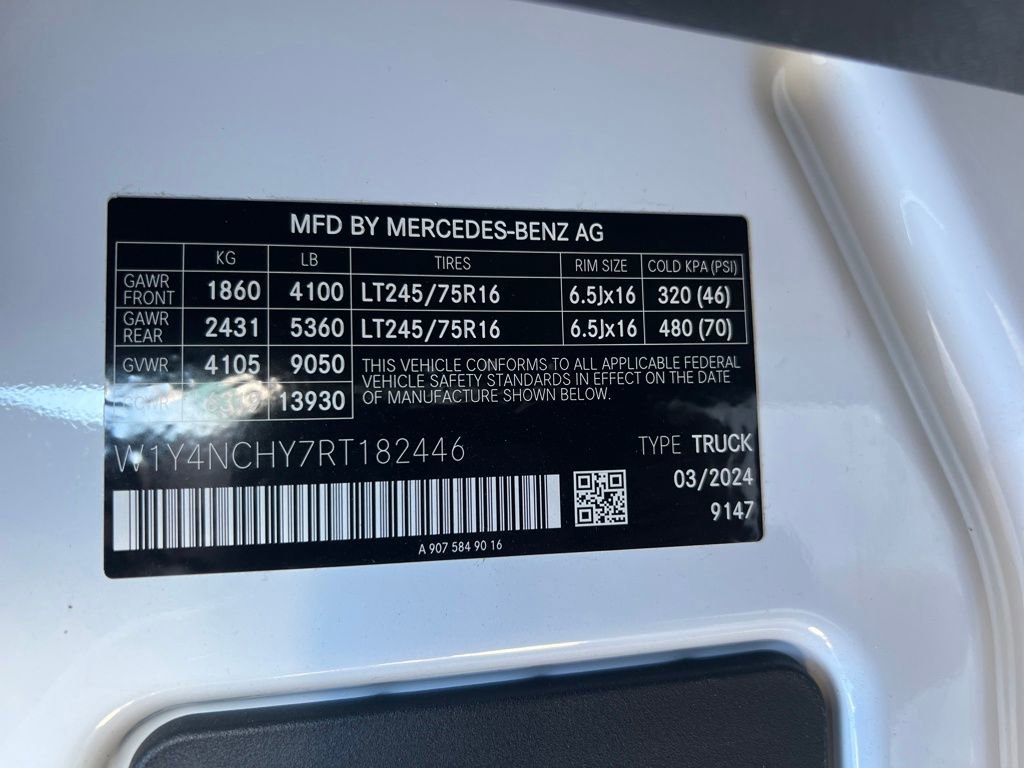 MFD BY MERCEDES-BENZ AG
KG LB TIRES RIM SIZE COLD KPA (PSI)
GAWR FRONT 1860 4100 LT245/75R16 6.5Jx16 320 (46)
GAWR REAR 2431 5360 LT245/75R16 6.5Jx16 480 (70)
GVWR 4105 9050
13930
THIS VEHICLE CONFORMS TO ALL APPLICABLE FEDERAL
VEHICLE SAFETY STANDARDS IN EFFECT ON THE DATE
OF MANUFACTURE SHOWN BELOW.
W1Y4NCHY7RT182446
TYPE TRUCK
03/2024
9147
A 907 584 90 16